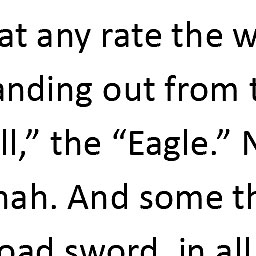 at any rate the w
anding out from t
ll,” the “Eagle.” N
nah. And some th
oad sword, in all